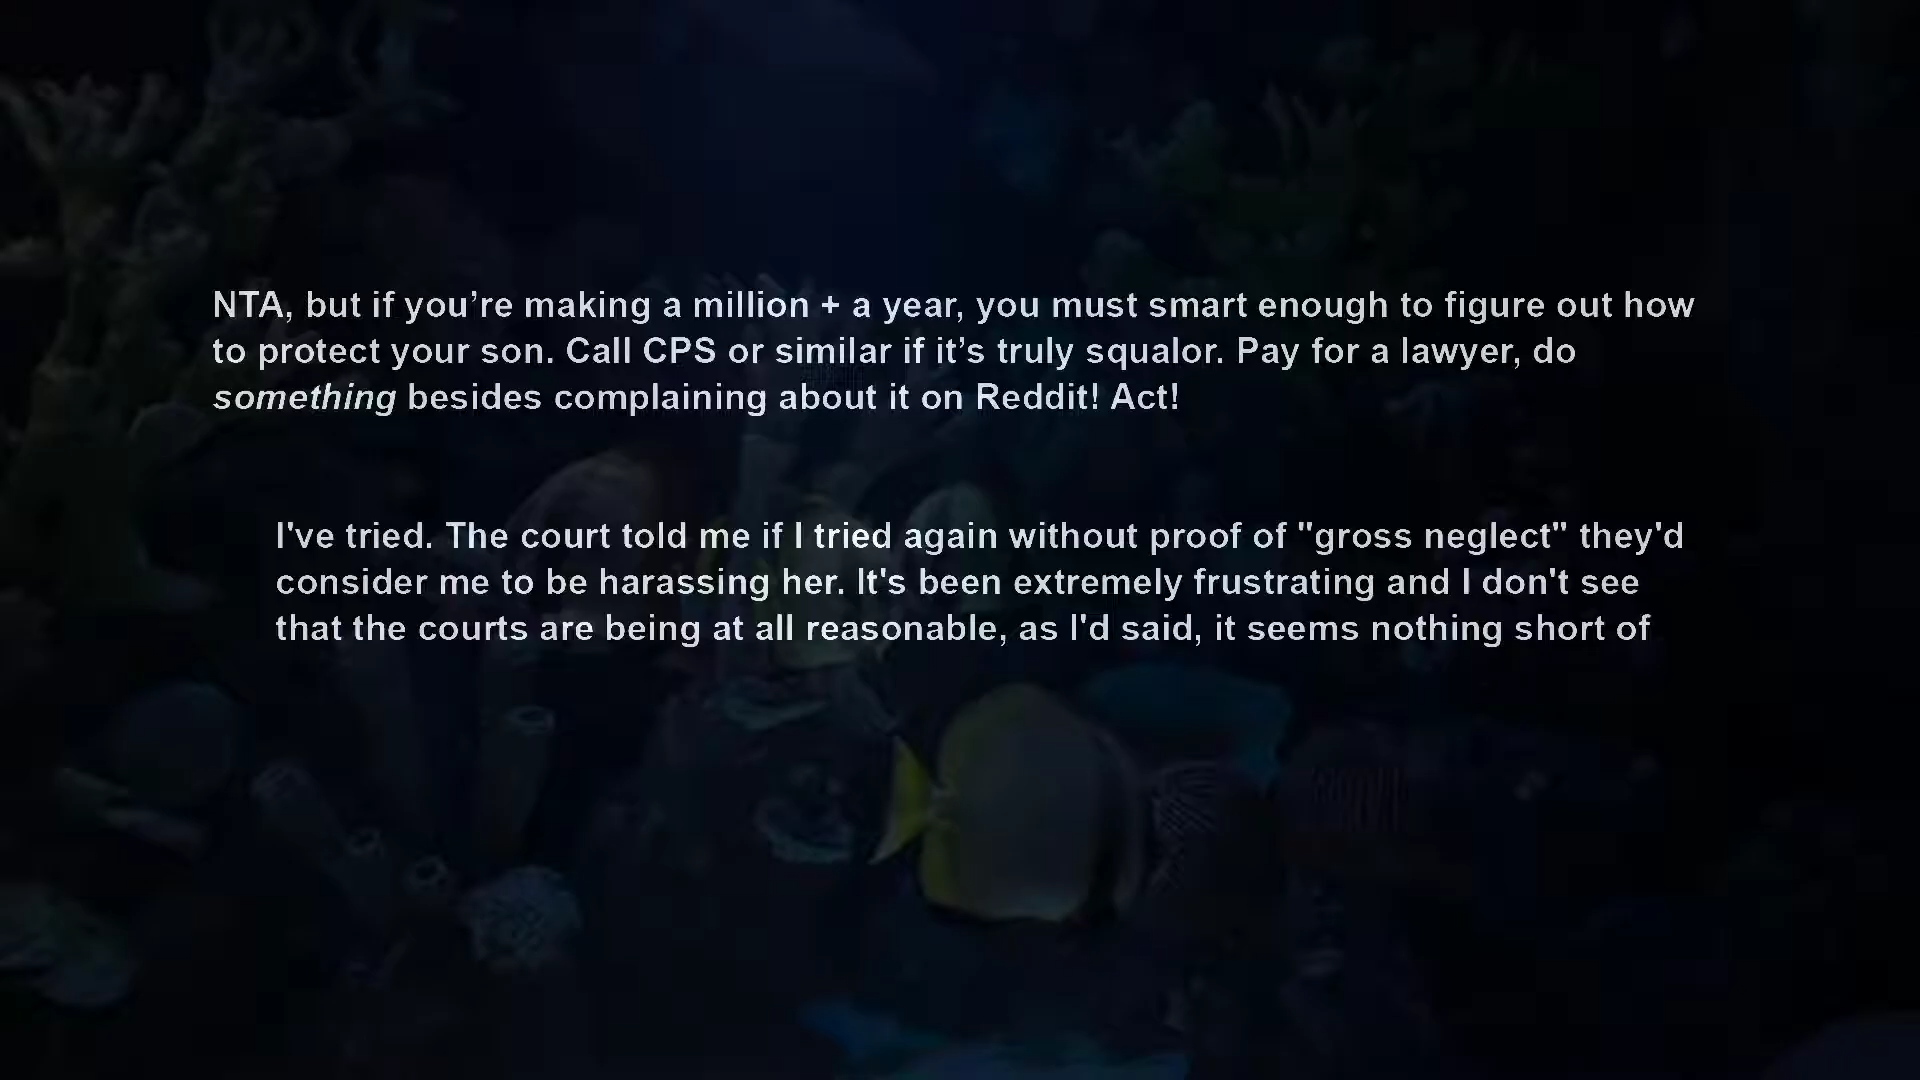 NTA, but if you’re making a million + a year, you must smart enough to figure out how
to protect your son. Call CPS or similar if it’s truly squalor. Pay for a lawyer, do
something besides complaining about it on Reddit! Act!
I've tried. The court told me if I tried again without proof of "gross neglect" they'd
consider me to be harassing her. It's been extremely frustrating and I don't see
that the courts are being at all reasonable, as I'd said, it seems nothing short of